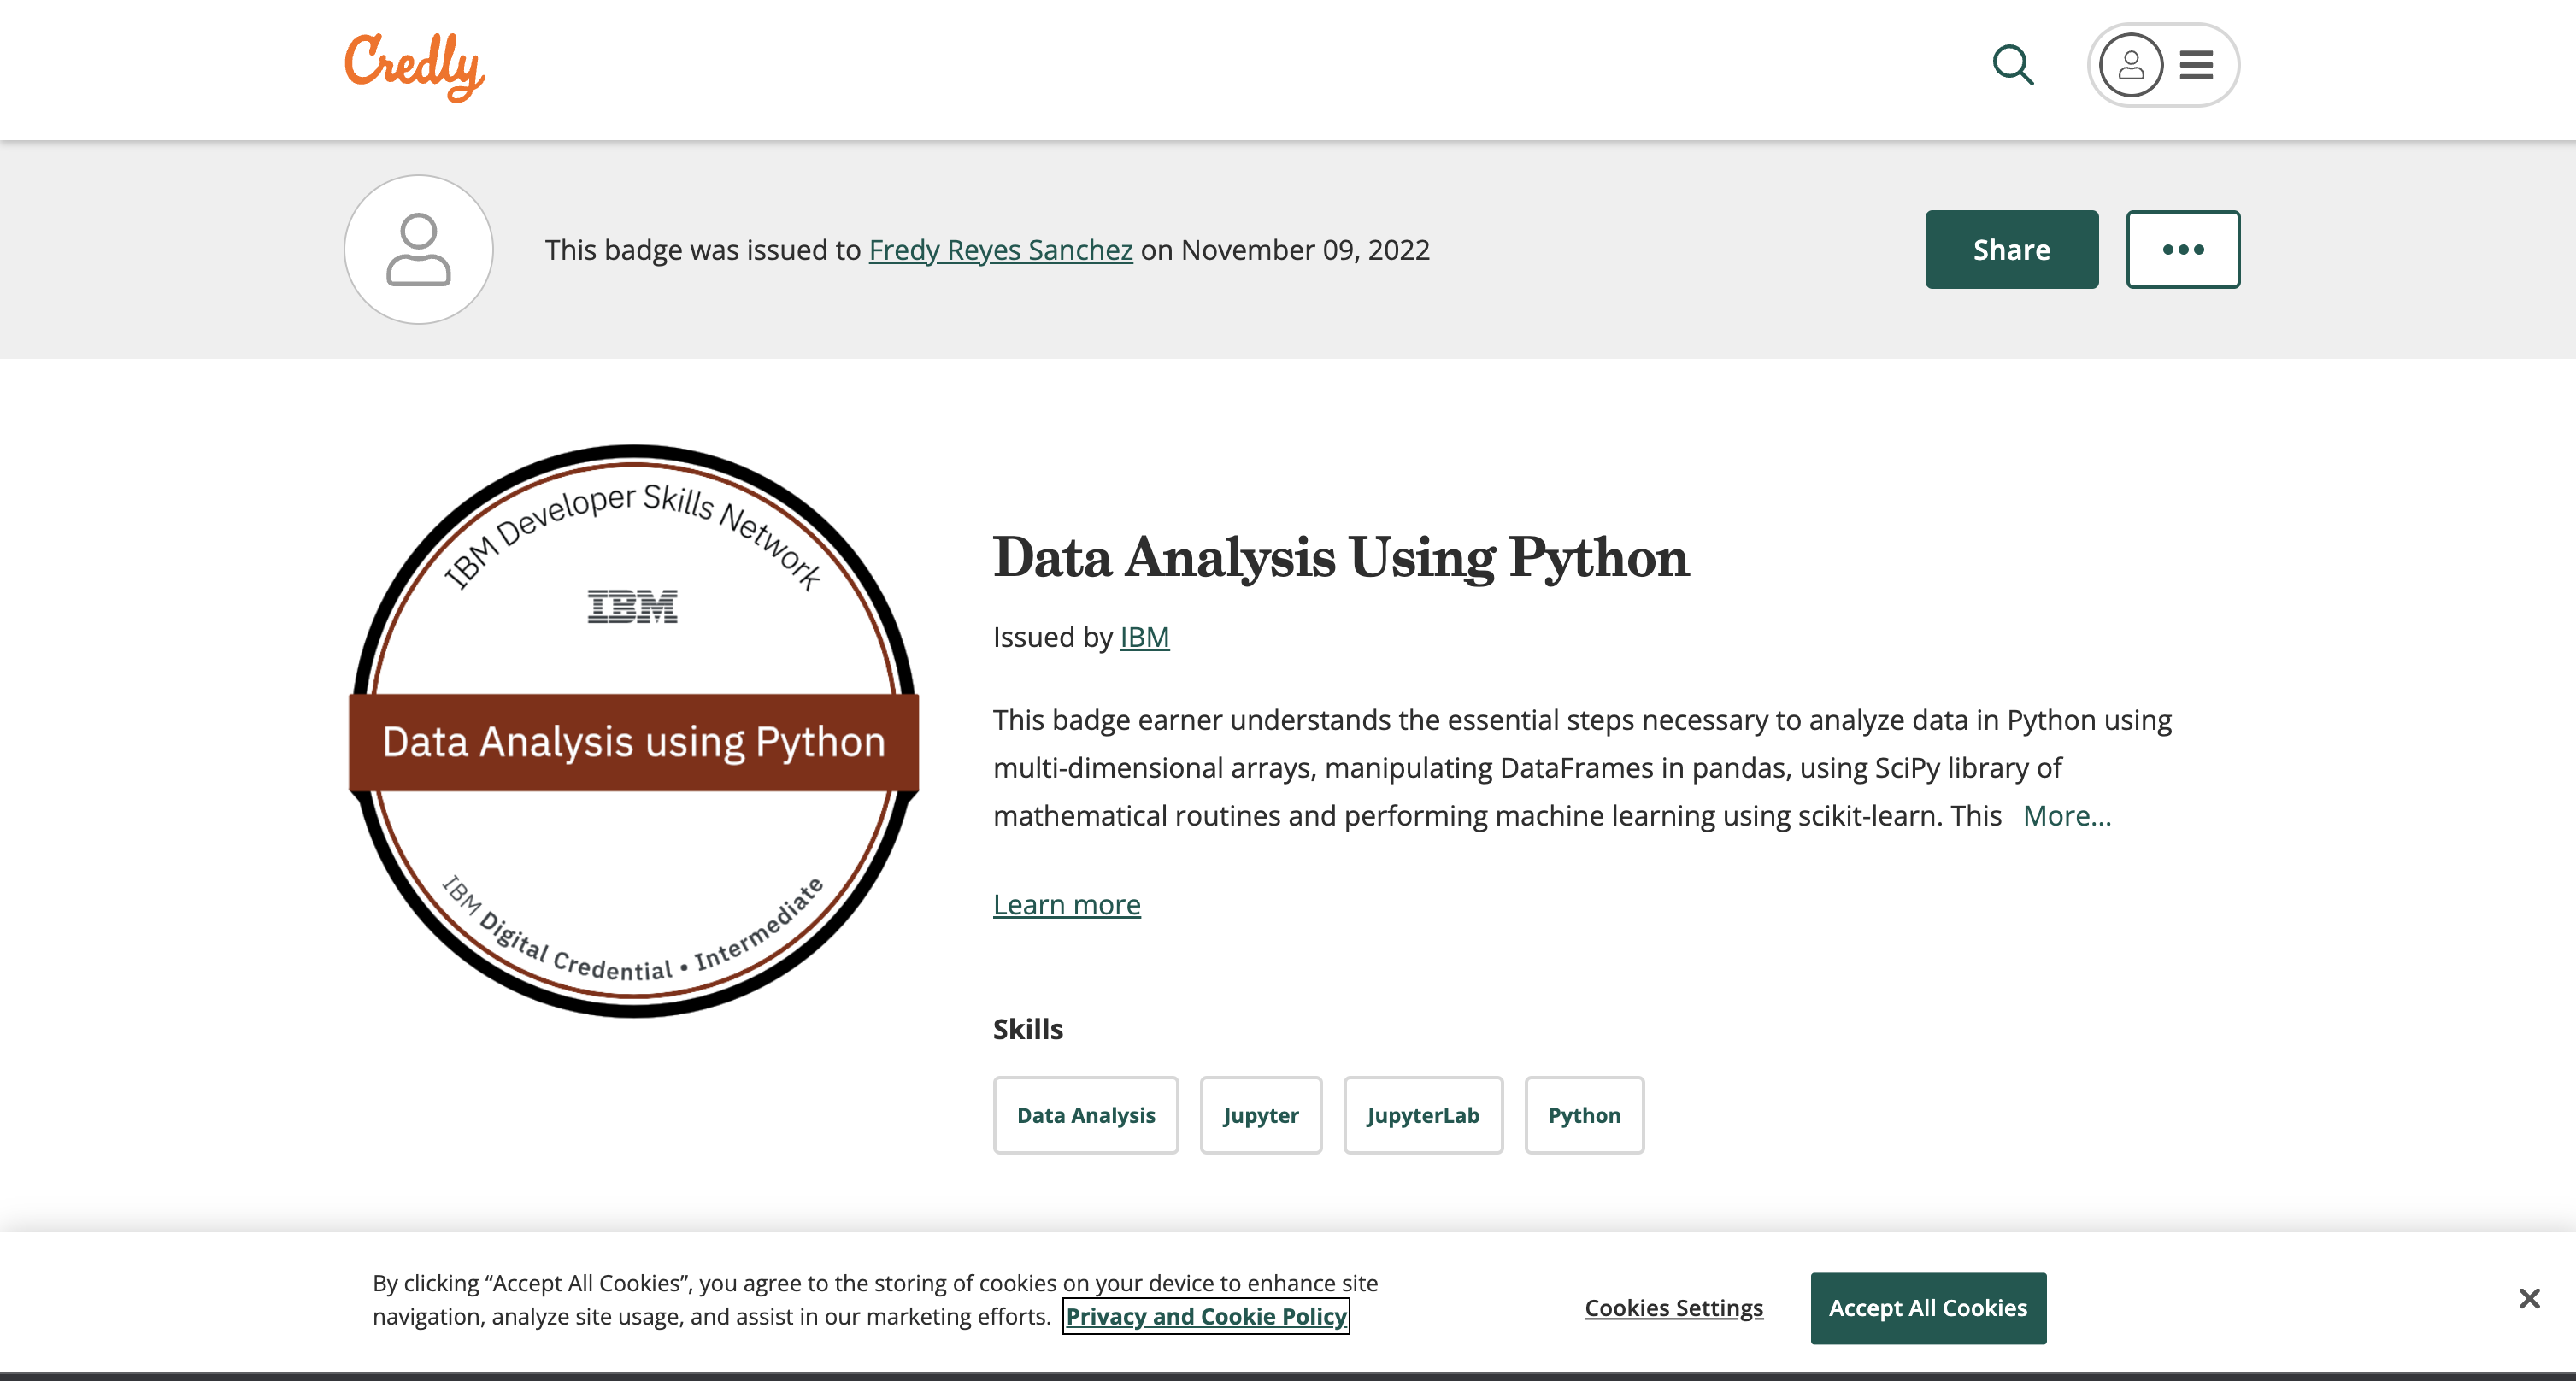 Credly
This badge was issued to Fredy Reyes Sanchez on November 09, 2022
Share
IBM Developer Skills Network
IBM
Data Analysis using Python
IBM Digital Credential • Intermediate
Data Analysis Using Python
Issued by IBM
This badge earner understands the essential steps necessary to analyze data in Python using
multi-dimensional arrays, manipulating DataFrames in pandas, using SciPy library of
mathematical routines and performing machine learning using scikit-learn. This More...
Learn more
Skills
Data Analysis
Jupyter
JupyterLab
Python
By clicking “Accept All Cookies”, you agree to the storing of cookies on your device to enhance site
navigation, analyze site usage, and assist in our marketing efforts. Privacy and Cookie Policy
Cookies Settings
Accept All Cookies